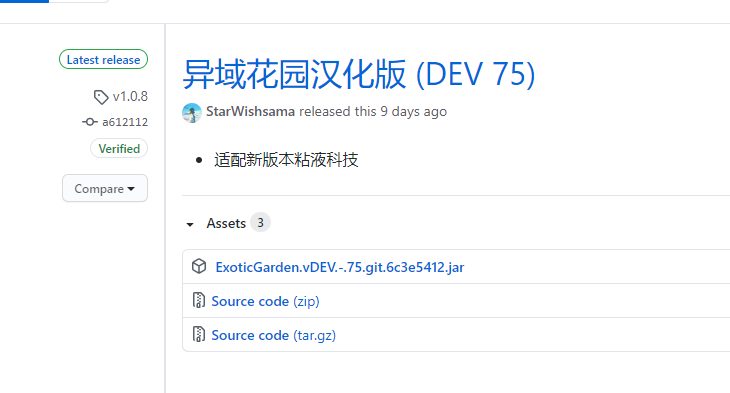 Latest release
v1.0.8
a612112
Verified
Compare
异域花园汉化版 (DEV 75)
StarWishsama released this 9 days ago
适配新版本粘液科技
Assets 3
ExoticGarden.vDEV.-.75.git.6c3e5412.jar
Source code (zip)
Source code (tar.gz)